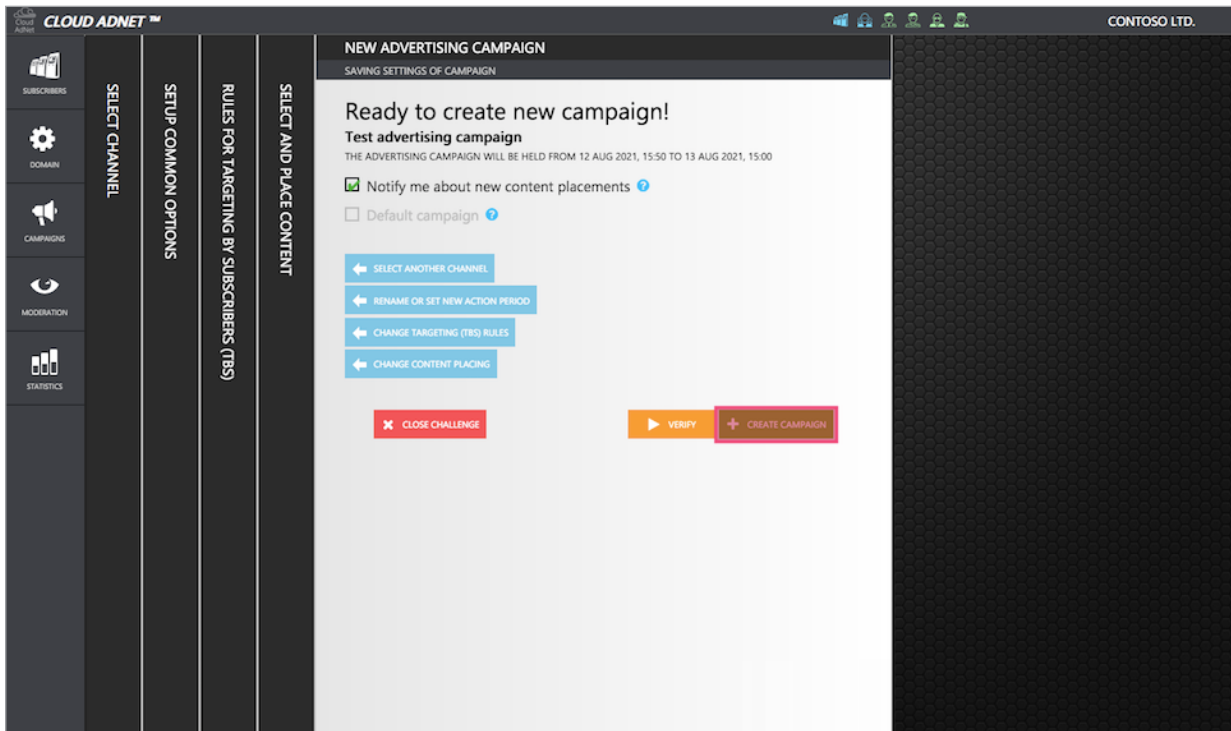 Cloud
AdNet
CLOUD ADNET ™
CONTOSO LTD.
SUBSCRIBERS
DOMAIN
CAMPAIGNS
MODERATION
STATISTICS
SELECT CHANNEL
SETUP COMMON OPTIONS
RULES FOR TARGETING BY SUBSCRIBERS (TBS)
SELECT AND PLACE CONTENT
NEW ADVERTISING CAMPAIGN
SAVING SETTINGS OF CAMPAIGN
Ready to create new campaign!
Test advertising campaign
THE ADVERTISING CAMPAIGN WILL BE HELD FROM 12 AUG 2021, 15:50 TO 13 AUG 2021, 15:00
Notify me about new content placements ?
Default campaign ?
SELECT ANOTHER CHANNEL
RENAME OR SET NEW ACTION PERIOD
CHANGE TARGETING (TBS) RULES
CHANGE CONTENT PLACING
CLOSE CHALLENGE
VERIFY
CREATE CAMPAIGN